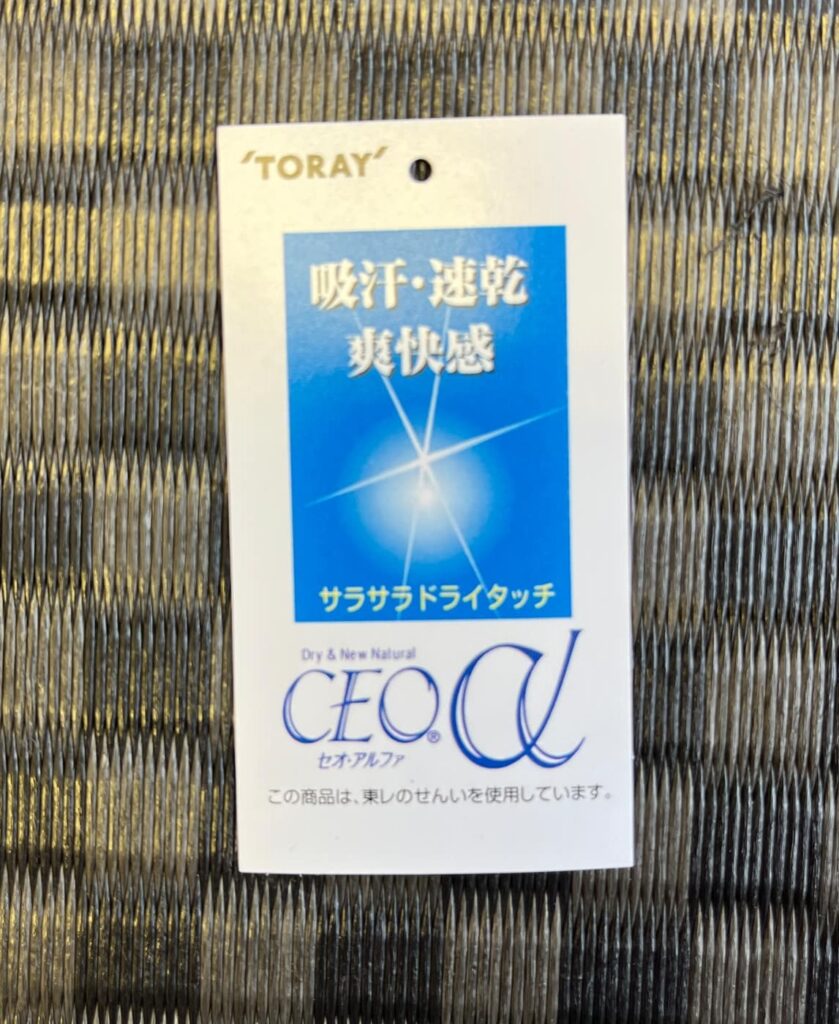 'TORAY'
吸汗・速乾
爽快感
サラサラドライタッチ
Dry & New Natural
CEO® α
セオ・アルファ
この商品は、東レのせんいを使用しています。